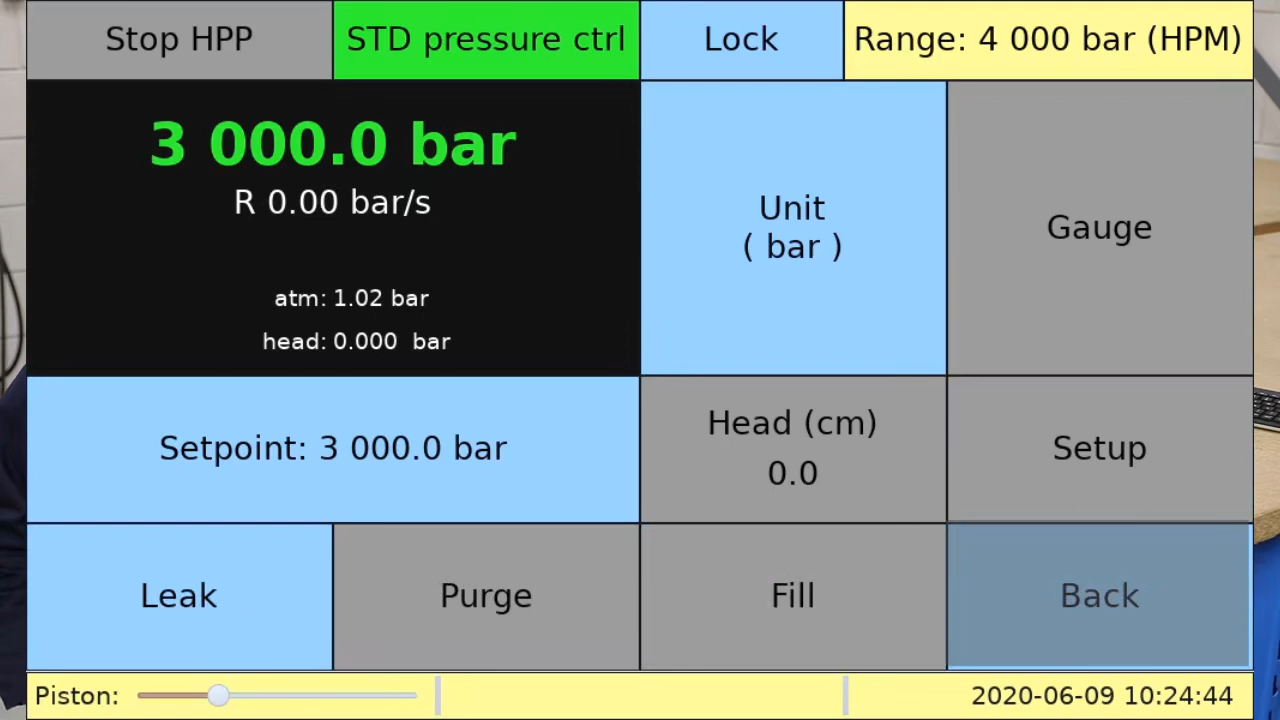 Stop HPP
STD pressure ctrl
Lock
Range: 4 000 bar (HPM)
3 000.0 bar
R 0.00 bar/s
atm: 1.02 bar
head: 0.000 bar
Unit
( bar )
Gauge
Setpoint: 3 000.0 bar
Head (cm)
0.0
Setup
Leak
Purge
Fill
Back
Piston:
2020-06-09 10:24:44